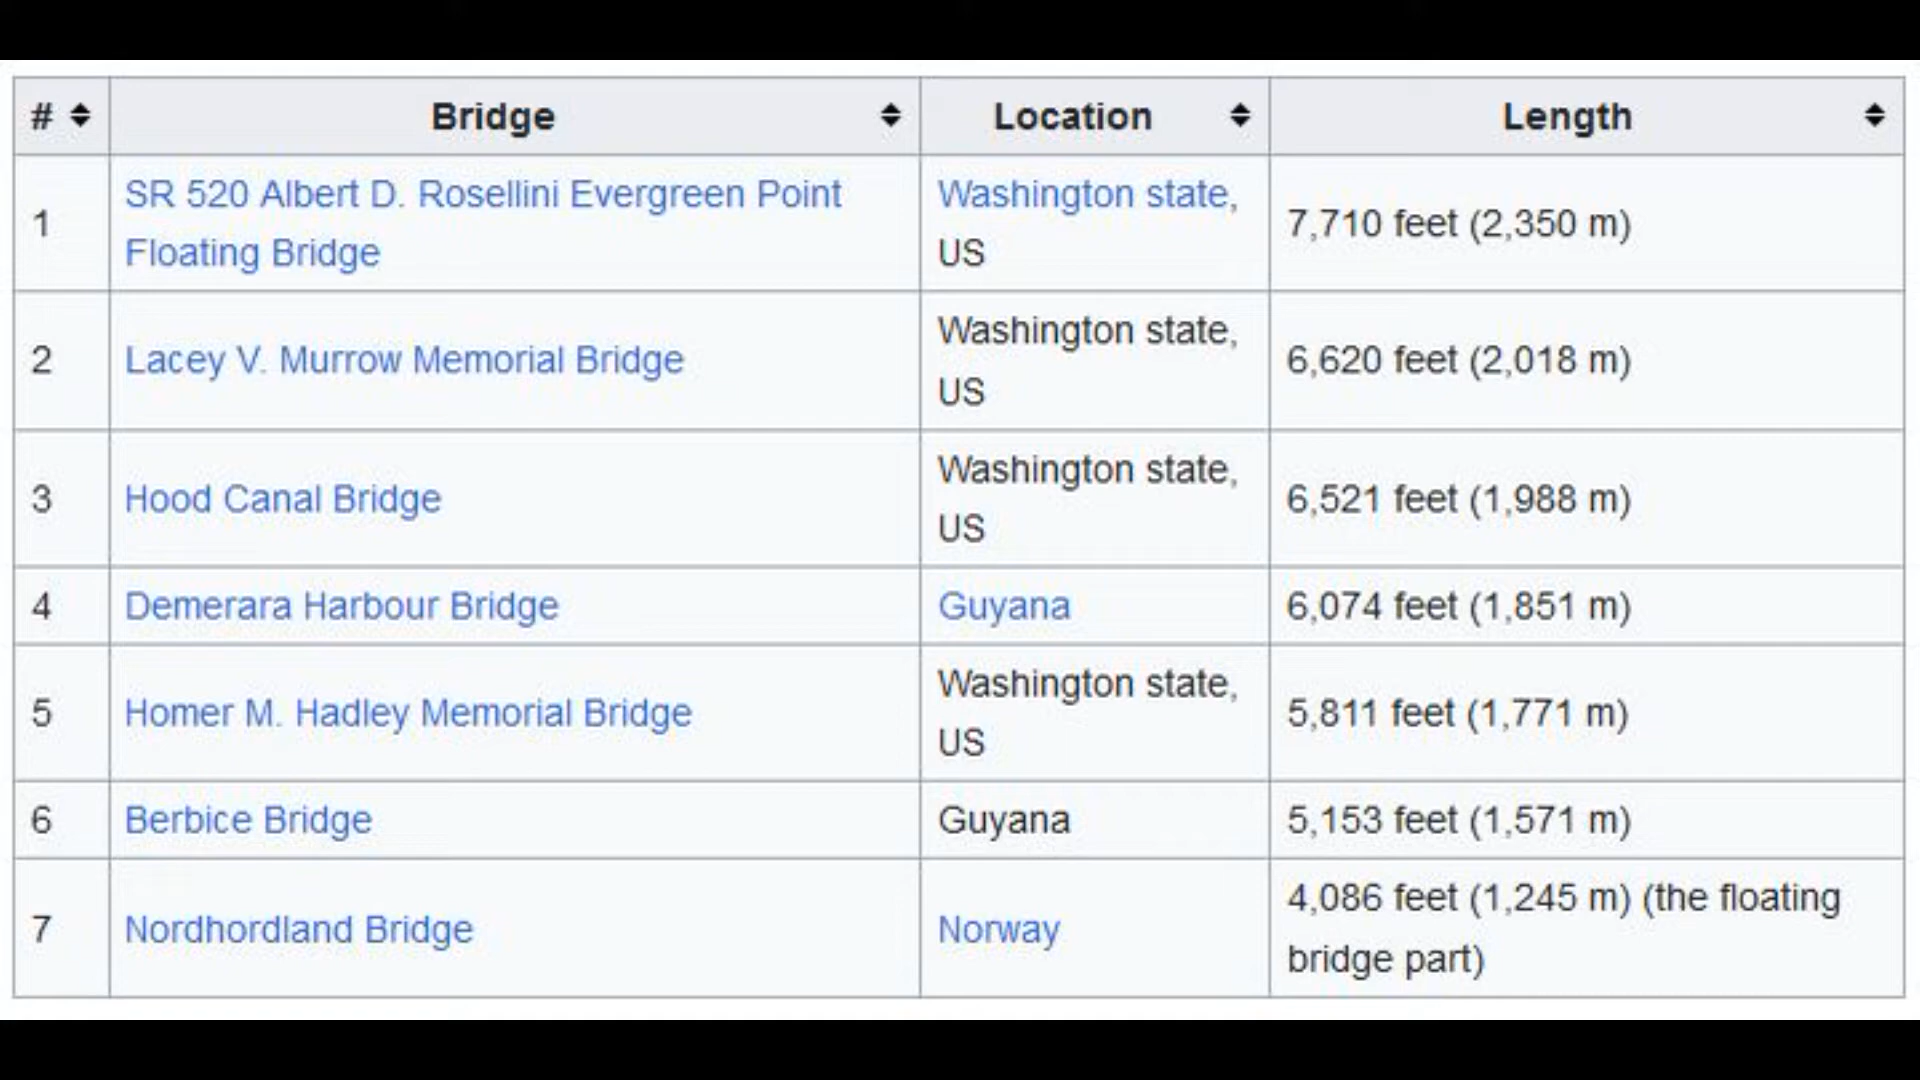 # Bridge Location Length
1 SR 520 Albert D. Rosellini Evergreen Point
Floating Bridge
Washington state,
US
7,710 feet (2,350 m)
2 Lacey V. Murrow Memorial Bridge
Washington state,
US
6,620 feet (2,018 m)
3 Hood Canal Bridge
Washington state,
US
6,521 feet (1,988 m)
4 Demerara Harbour Bridge Guyana 6,074 feet (1,851 m)
5 Homer M. Hadley Memorial Bridge
Washington state,
US
5,811 feet (1,771 m)
6 Berbice Bridge Guyana 5,153 feet (1,571 m)
7 Nordhordland Bridge Norway
4,086 feet (1,245 m) (the floating
bridge part)